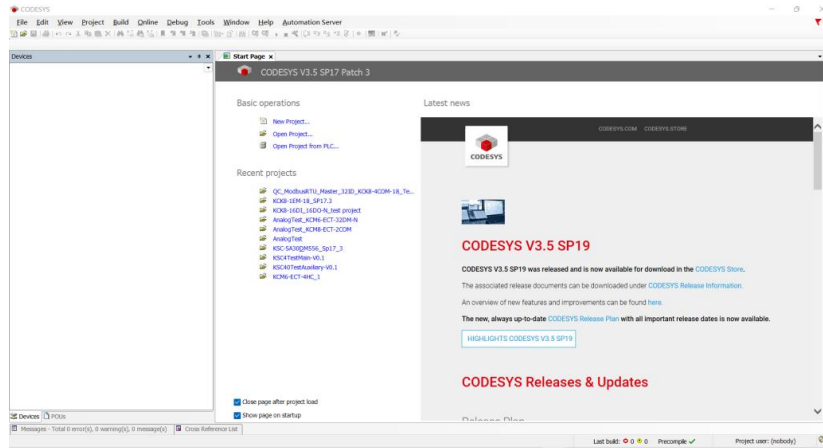 CODESYS
File Edit View Project Build Online Debug Tools Window Help Automation Server
Devices
Start Page
CODESYS V3.5 SP17 Patch 3
Basic operations
New Project...
Open Project...
Open Project from PLC...
Recent projects
QC_ModbusRTU_Master_32ID_KCK8-4COM-18_Te...
KCK8-1EM-18_SP17.3
KCK8-16DI_16DO-N_test project
AnalogTest_KCM6-ECT-32DM-N
AnalogTest_KCM8-ECT-2COM
AnalogTest
KSC-SA30DM556_Sp17_3
KSC4TestMain-V0.1
KSC40TestAuxiliary-V0.1
KCM6-ECT-4HC_1
Close page after project load
Show page on startup
Latest news
CODESYS.COM CODESYS STORE
CODESYS
CODESYS V3.5 SP19
CODESYS V3.5 SP19 was released and is now available for download in the CODESYS Store.
The associated release documents can be downloaded under CODESYS Release Information.
An overview of new features and improvements can be found here.
The new, always up-to-date CODESYS Release Plan with all important release dates is now available.
HIGHLIGHTS CODESYS V3.5 SP19
CODESYS Releases & Updates
Release Plan
Devices POUs
Messages - Total 0 error(s), 0 warning(s), 0 message(s) Cross Reference List
Last build: 0 0 Precompile Project user: (nobody)